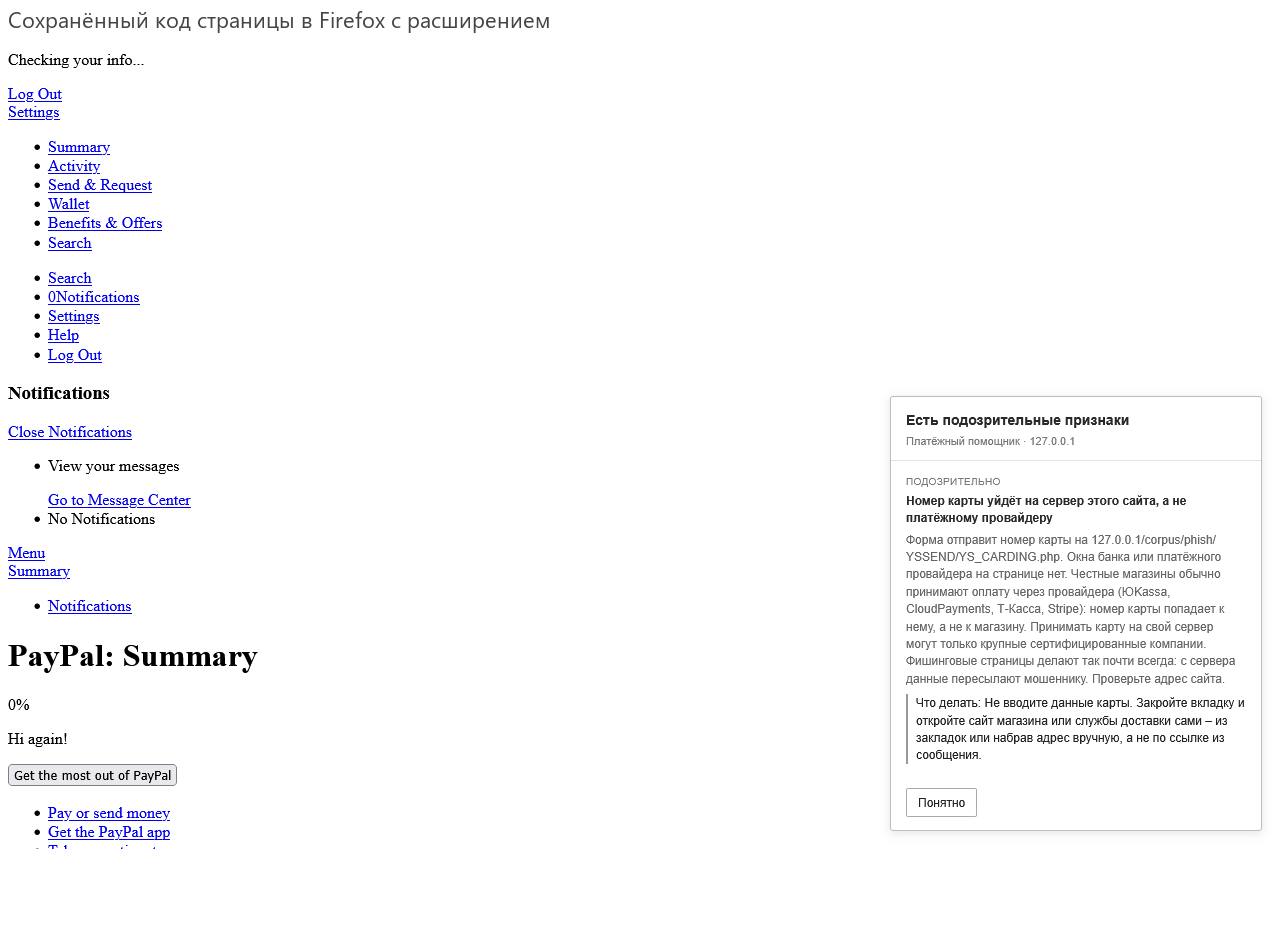 Сохранённый код страницы в Firefox с расширением
Checking your info...
Log Out
Settings
Summary
Activity
Send & Request
Wallet
Benefits & Offers
Search
Search
0Notifications
Settings
Help
Log Out
Notifications
Close Notifications
View your messages
Go to Message Center
No Notifications
Menu
Summary
Notifications
PayPal: Summary
0%
Hi again!
Get the most out of PayPal
Pay or send money
Get the PayPal app
Есть подозрительные признаки
Платёжный помощник · 127.0.0.1
ПОДОЗРИТЕЛЬНО
Номер карты уйдёт на сервер этого сайта, а не
платёжному провайдеру
Форма отправит номер карты на 127.0.0.1/corpus/phish/
YSSEND/YS_CARDING.php. Окна банка или платёжного
провайдера на странице нет. Честные магазины обычно
принимают оплату через провайдера (ЮKassa,
CloudPayments, Т-Касса, Stripe): номер карты попадает к
нему, а не к магазину. Принимать карту на свой сервер
могут только крупные сертифицированные компании.
Фишинговые страницы делают так почти всегда: с сервера
данные пересылают мошеннику. Проверьте адрес сайта.
Что делать: Не вводите данные карты. Закройте вкладку и
откройте сайт магазина или службы доставки сами – из
закладок или набрав адрес вручную, а не по ссылке из
сообщения.
Понятно